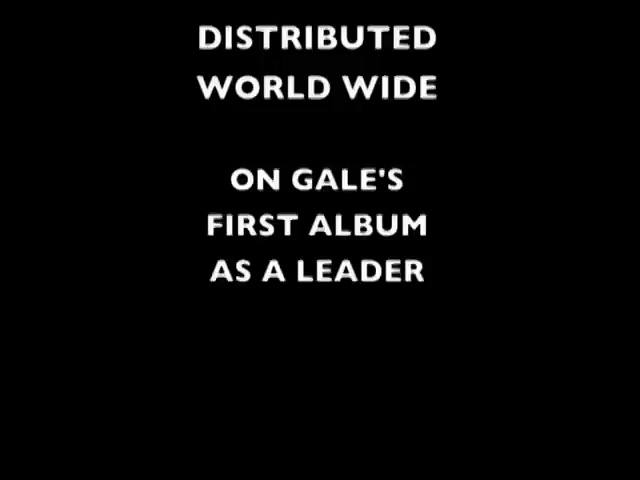 DISTRIBUTED
WORLD WIDE
ON GALE'S
FIRST ALBUM
AS A LEADER